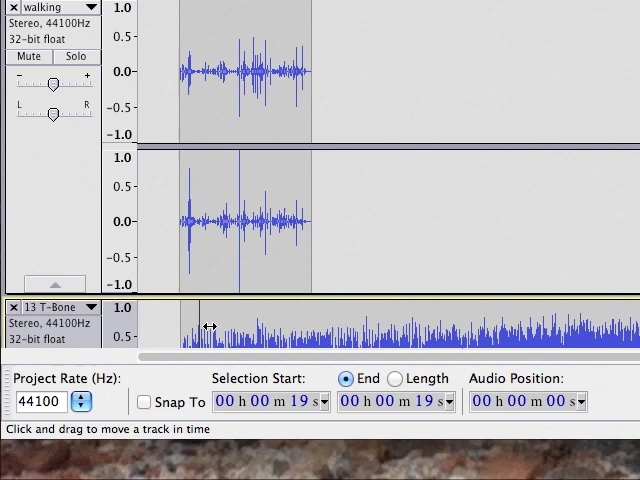 walking
Stereo, 44100Hz
32-bit float
Mute Solo
- +
L R
1.0
0.5
0.0
-0.5
-1.0
1.0
0.5
0.0
-0.5
-1.0
13 T-Bone
Stereo, 44100Hz
32-bit float
1.0
0.5
Project Rate (Hz):
Selection Start:
End
Length
Audio Position:
44100
Snap To
00 h 00 m 19 s
00 h 00 m 19 s
00 h 00 m 00 s
Click and drag to move a track in time